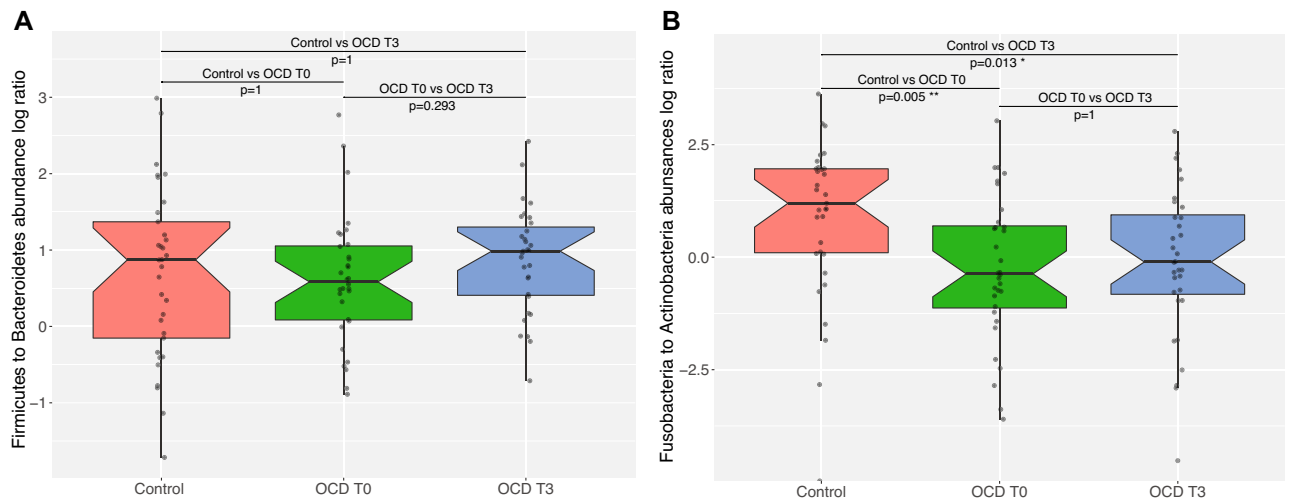 A
Firmicutes to Bacteroidetes abundance log ratio
Control vs OCD T3
p=1
Control vs OCD T0
p=1
OCD T0 vs OCD T3
p=0.293
3
2
1
0
−1
Control
OCD T0
OCD T3
B
Fusobacteria to Actinobacteria abunsances log ratio
Control vs OCD T3
p=0.013 *
Control vs OCD T0
p=0.005 **
OCD T0 vs OCD T3
p=1
2.5
0.0
−2.5
Control
OCD T0
OCD T3